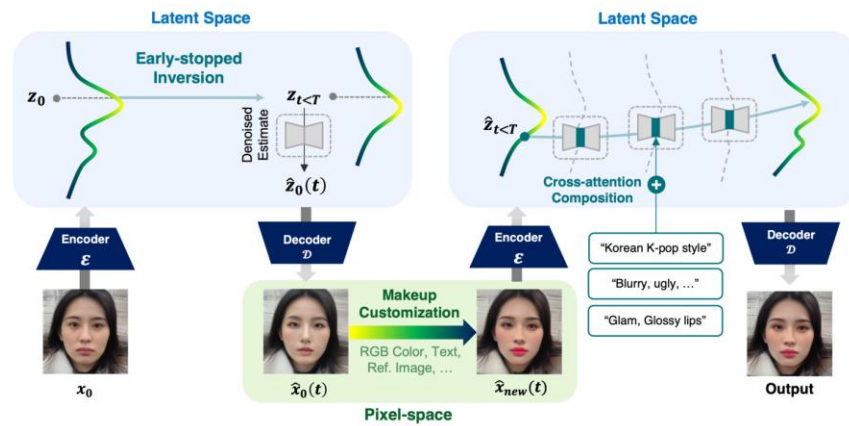 Latent Space
Early-stopped
Inversion
z₀
z_{t<T}
Denoised
Estimate
ẑ₀(t)
Encoder
ℰ
Decoder
𝒟
x₀
Makeup
Customization
RGB Color, Text,
Ref. Image, ...
x̂₀(t)
x̂_{new}(t)
Pixel-space
Latent Space
ẑ_{t<T}
Cross-attention
Composition
Encoder
ℰ
"Korean K-pop style"
"Blurry, ugly, ..."
"Glam, Glossy lips"
Decoder
𝒟
Output